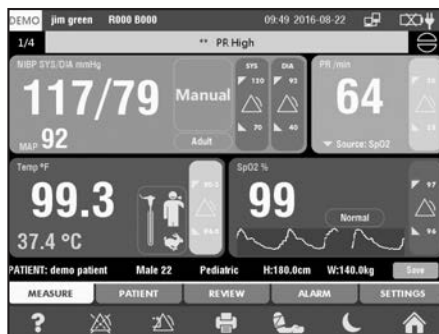 DEMO jim green R000 B000 09:49 2016-08-22
1/4 ** PR High
NIBP SYS/DIA mmHg SYS DIA PR /min
117/79 Manual 120 92 64
MAP 92 Adult 70 40 Source: SpO2
Temp °F SpO2 %
99.3 99 97
Normal 96
37.4 °C
PATIENT: demo patient Male 22 Pediatric H:180.0cm W:140.0kg Save
MEASURE PATIENT REVIEW ALARM SETTINGS
?